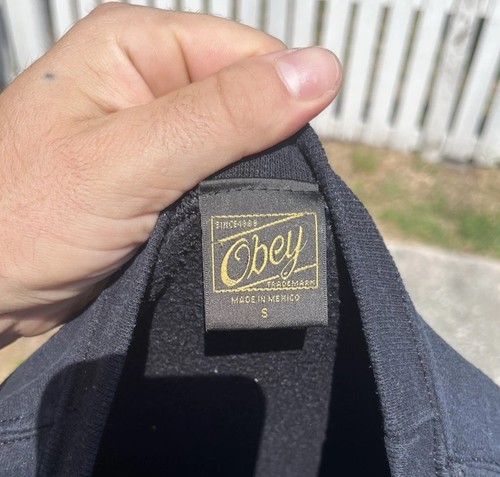 SINCE 1989
Obey
TRADEMARK
MADE IN MEXICO
S